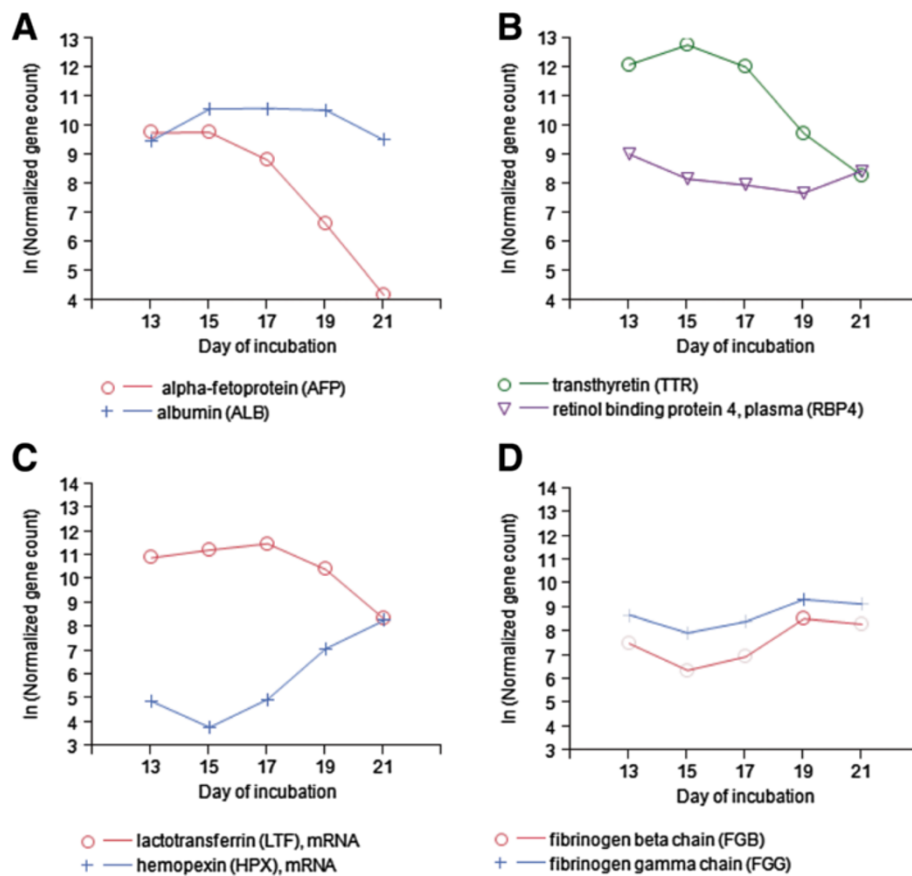 A
13
12
11
10
9
8
7
6
5
4
ln (Normalized gene count)
13 15 17 19 21
Day of incubation
alpha-fetoprotein (AFP)
albumin (ALB)
B
13
12
11
10
9
8
7
6
5
4
ln (Normalized gene count)
13 15 17 19 21
Day of incubation
transthyretin (TTR)
retinol binding protein 4, plasma (RBP4)
C
14
13
12
11
10
9
8
7
6
5
4
3
ln (Normalized gene count)
13 15 17 19 21
Day of incubation
lactotransferrin (LTF), mRNA
hemopexin (HPX), mRNA
D
14
13
12
11
10
9
8
7
6
5
4
3
ln (Normalized gene count)
13 15 17 19 21
Day of incubation
fibrinogen beta chain (FGB)
fibrinogen gamma chain (FGG)